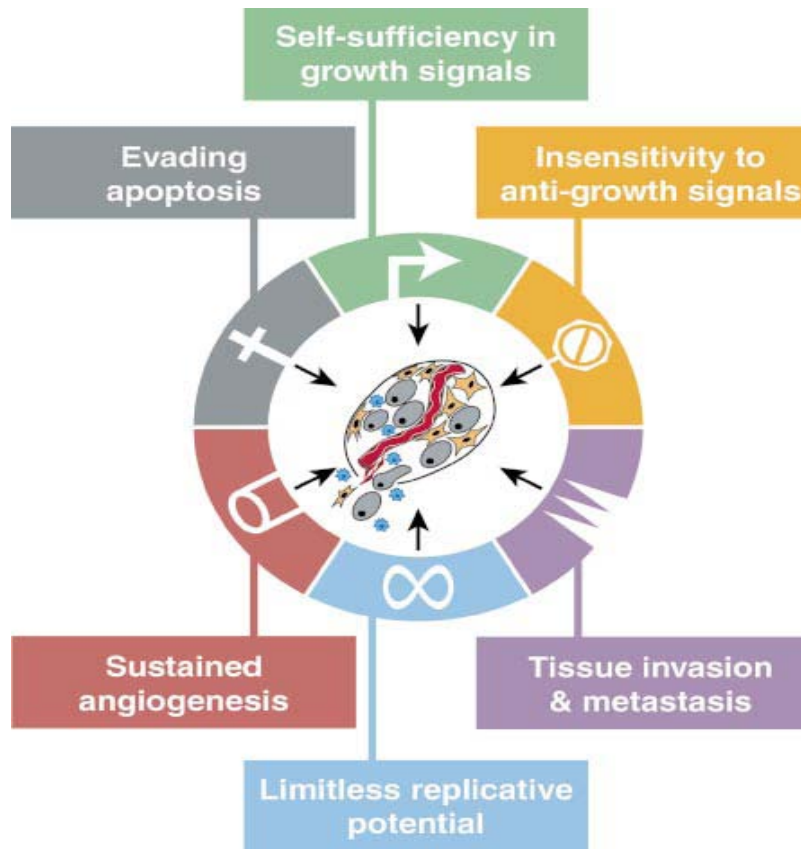 Self-sufficiency in
growth signals
Evading
apoptosis
Insensitivity to
anti-growth signals
Sustained
angiogenesis
Tissue invasion
& metastasis
Limitless replicative
potential